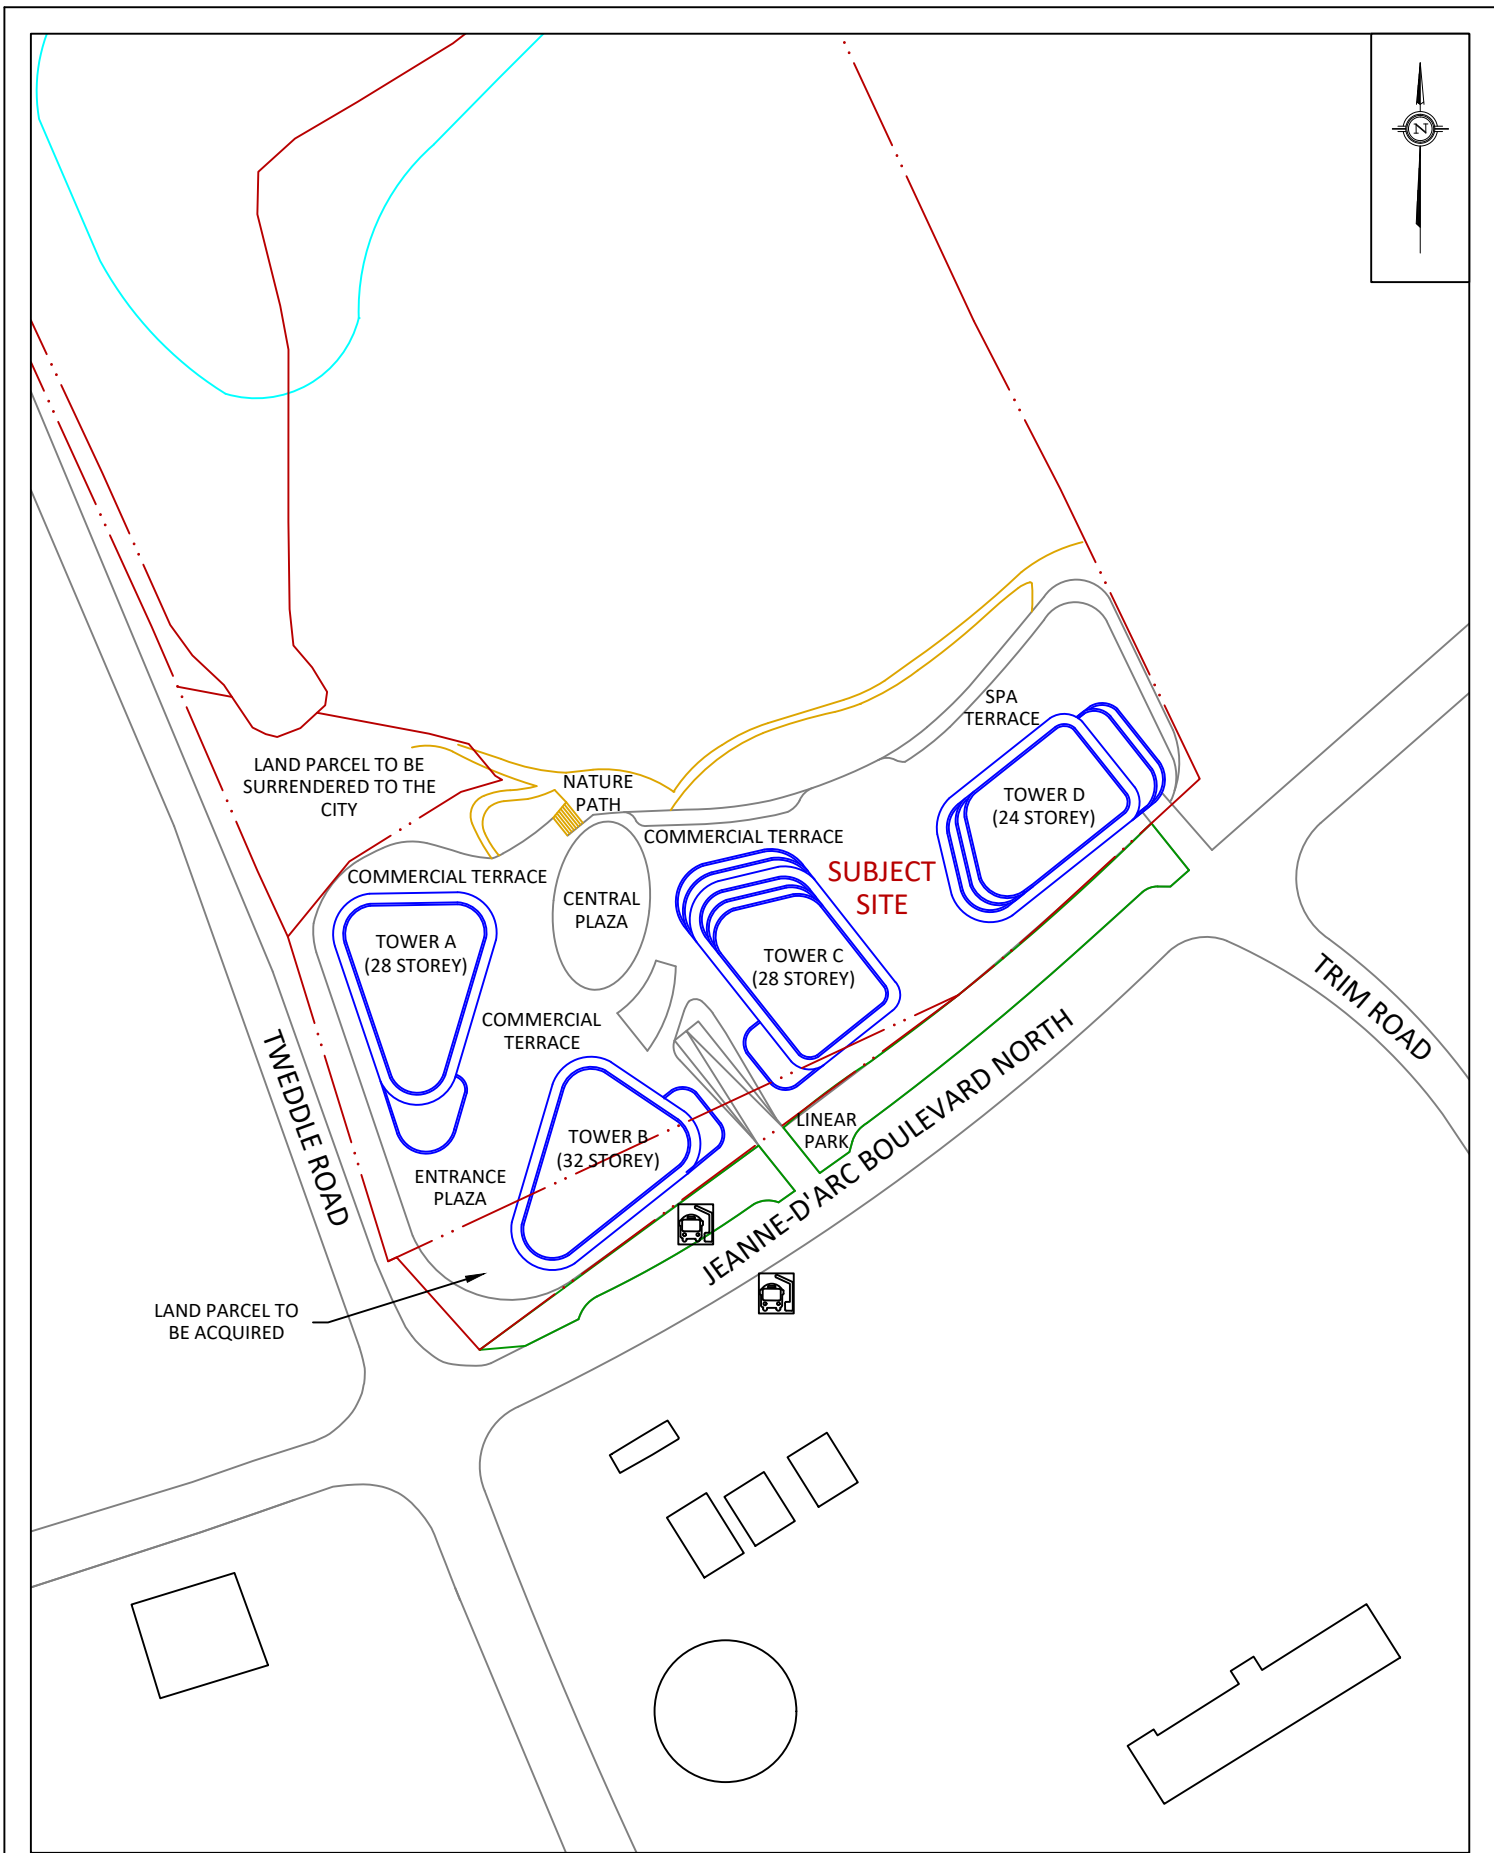 N
SPA
TERRACE
LAND PARCEL TO BE
SURRENDERED TO THE
CITY
NATURE
PATH
TOWER D
(24 STOREY)
COMMERCIAL TERRACE
SUBJECT
SITE
COMMERCIAL TERRACE
CENTRAL
PLAZA
TOWER A
(28 STOREY)
TOWER C
(28 STOREY)
TRIM ROAD
COMMERCIAL
TERRACE
TWEDDLE ROAD
LINEAR
PARK
TOWER B
(32 STOREY)
ENTRANCE
PLAZA
JEANNE-D'ARC BOULEVARD NORTH
LAND PARCEL TO
BE ACQUIRED